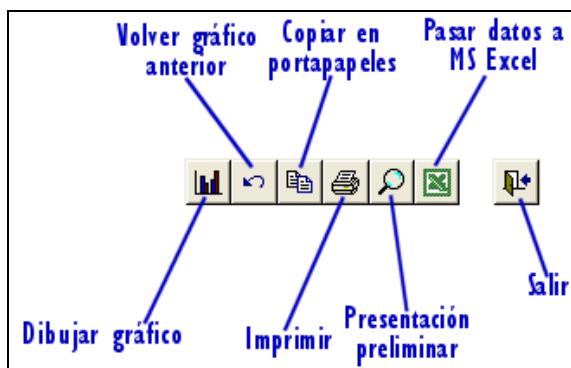 Volver gráfico
anterior
Copiar en
portapapeles
Pasar datos a
MS Excel
Dibujar gráfico
Imprimir
Presentación
preliminar
Salir